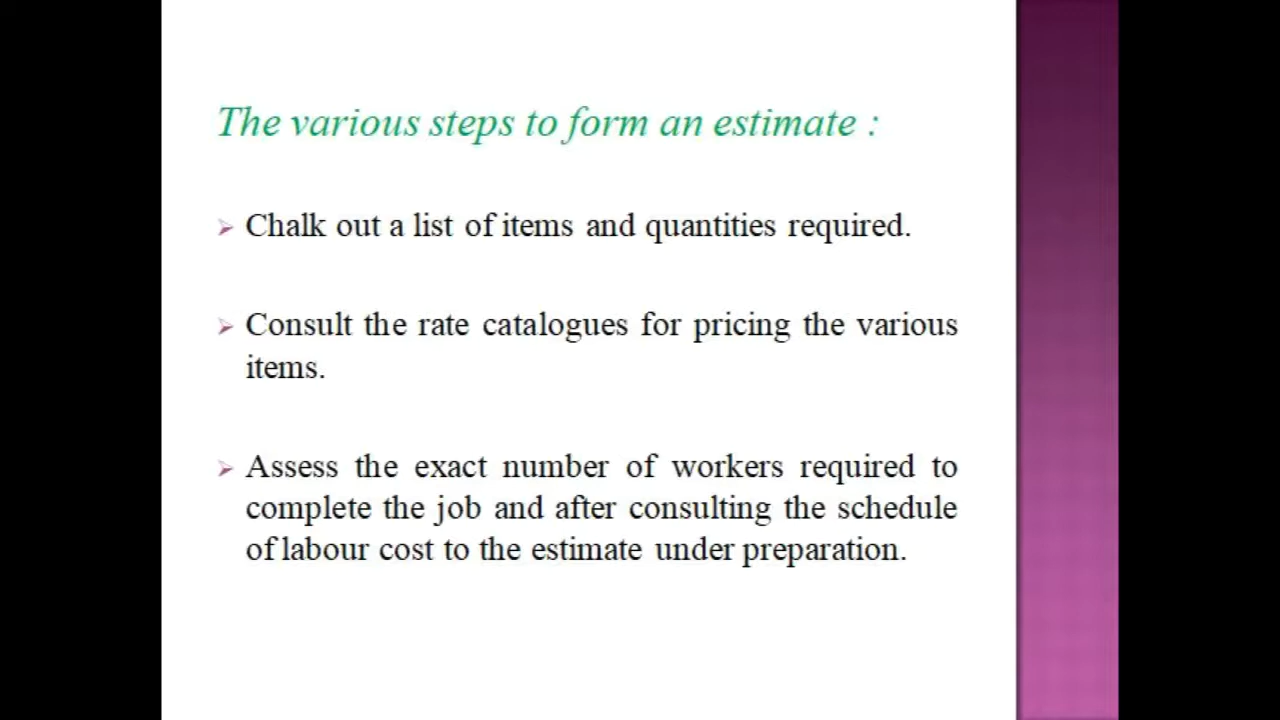 The various steps to form an estimate :
Chalk out a list of items and quantities required.
Consult the rate catalogues for pricing the various
items.
Assess the exact number of workers required to
complete the job and after consulting the schedule
of labour cost to the estimate under preparation.